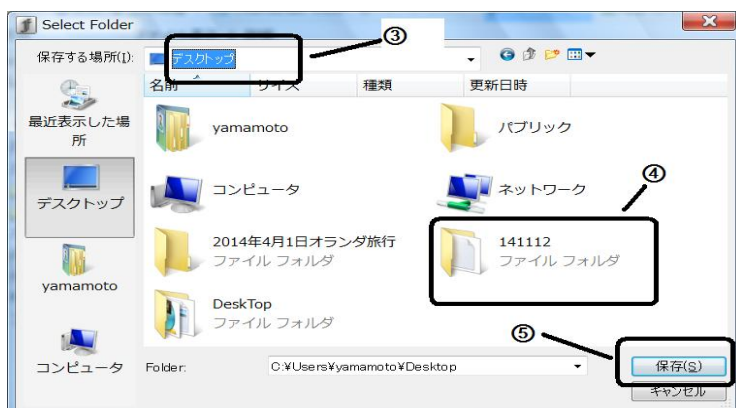 Select Folder
③
保存する場所(I):
デスクトップ
名前
サイズ
種類
更新日時
最近表示した場
所
デスクトップ
yamamoto
コンピュータ
yamamoto
パブリック
コンピュータ
ネットワーク
④
2014年4月1日オランダ旅行
ファイル フォルダ
141112
ファイル フォルダ
DeskTop
ファイル フォルダ
⑤
Folder:
C:¥Users¥yamamoto¥Desktop
保存(S)
キャンセル